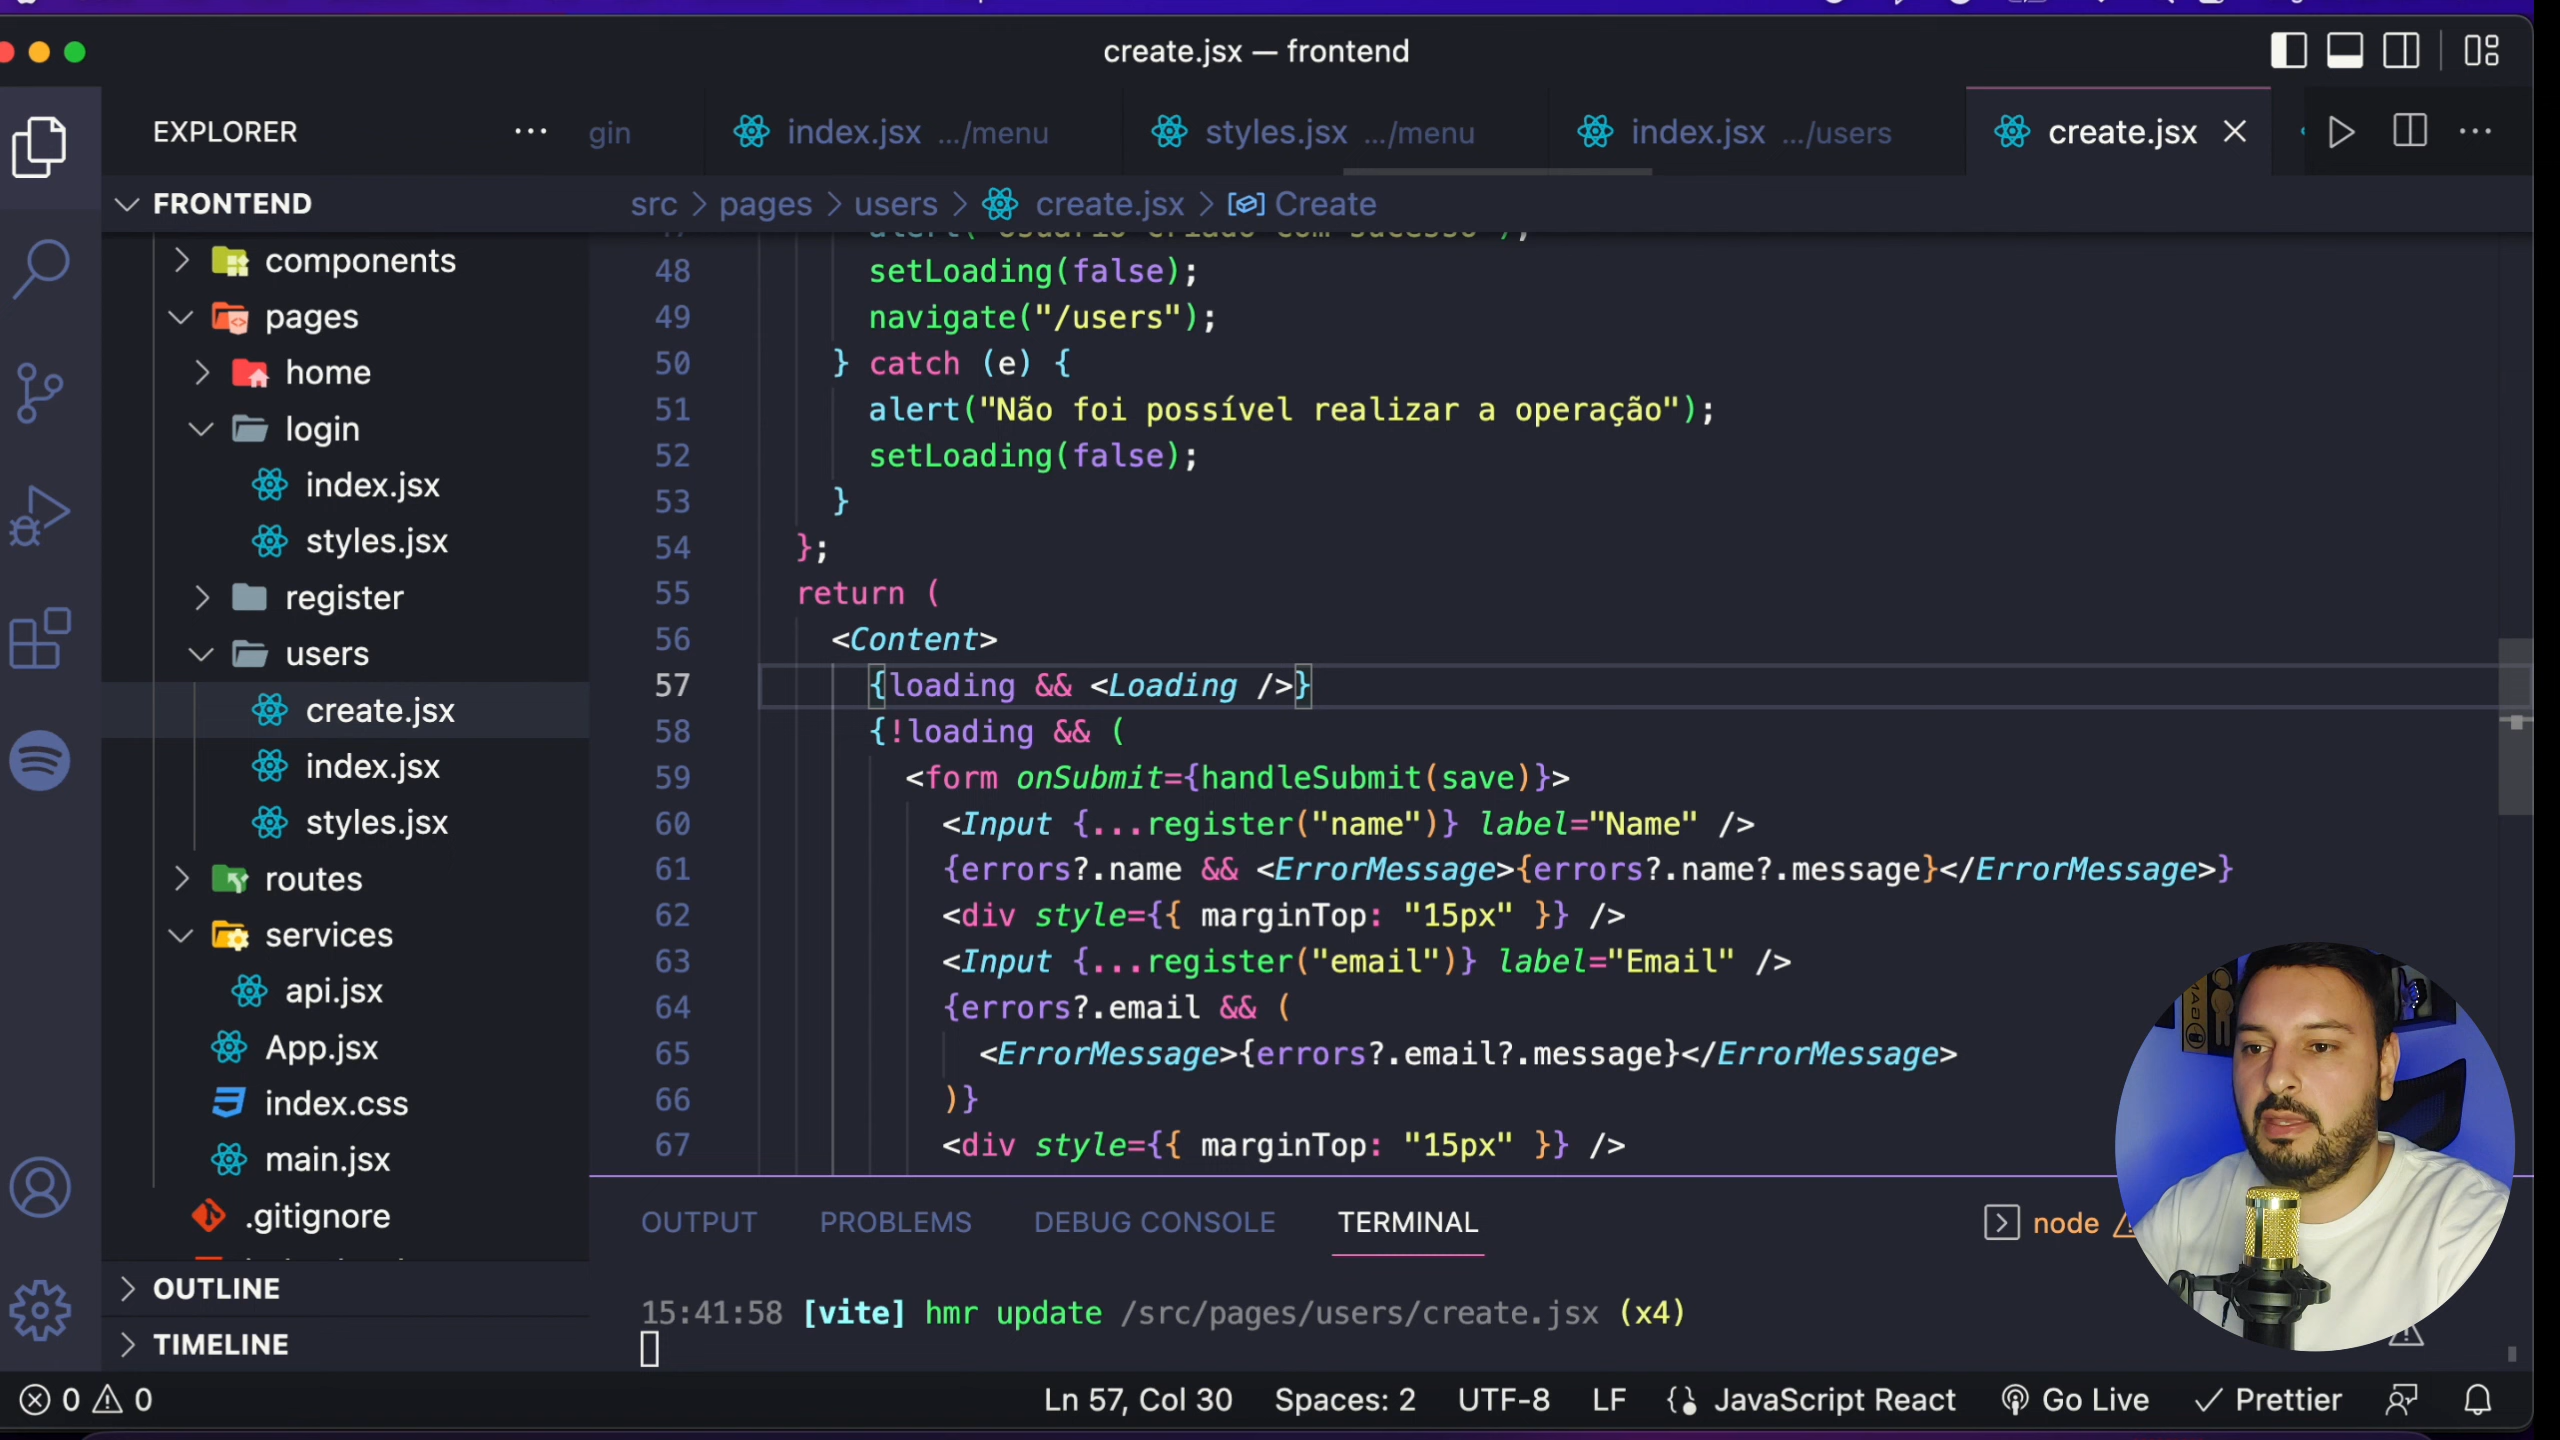 create.jsx — frontend
EXPLORER
gin
index.jsx .../menu
styles.jsx .../menu
index.jsx .../users
create.jsx
FRONTEND
src > pages > users > create.jsx > Create
components
pages
home
login
index.jsx
styles.jsx
register
users
create.jsx
index.jsx
styles.jsx
routes
services
api.jsx
App.jsx
index.css
main.jsx
.gitignore
OUTLINE
TIMELINE
48 setLoading(false);
49 navigate("/users");
50 } catch (e) {
51 alert("Não foi possível realizar a operação");
52 setLoading(false);
53 }
54 };
55 return (
56 <Content>
57 {loading && <Loading />}
58 {!loading && (
59 <form onSubmit={handleSubmit(save)}>
60 <Input {...register("name")} label="Name" />
61 {errors?.name && <ErrorMessage>{errors?.name?.message}</ErrorMessage>}
62 <div style={{ marginTop: "15px" }} />
63 <Input {...register("email")} label="Email" />
64 {errors?.email && (
65 <ErrorMessage>{errors?.email?.message}</ErrorMessage>
66 )}
67 <div style={{ marginTop: "15px" }} />
OUTPUT PROBLEMS DEBUG CONSOLE TERMINAL
node
15:41:58 [vite] hmr update /src/pages/users/create.jsx (x4)
0 0
Ln 57, Col 30 Spaces: 2 UTF-8 LF JavaScript React Go Live Prettier